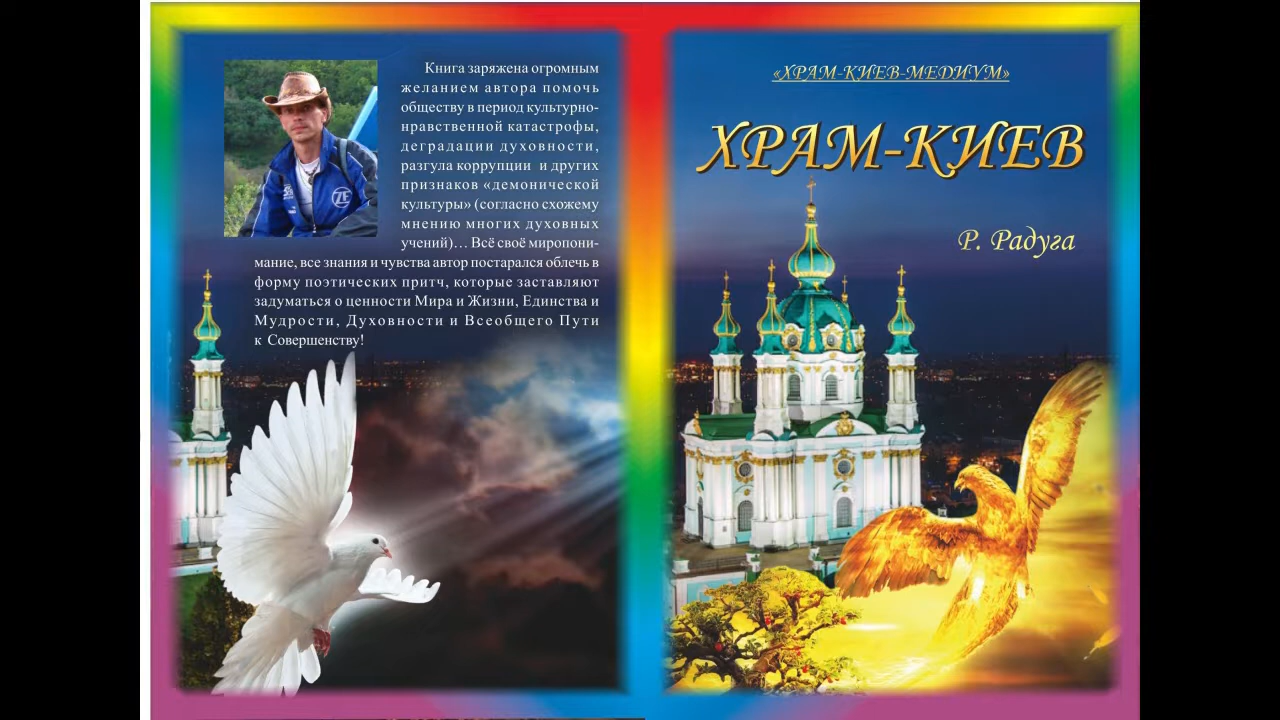 Книга заряжена огромным
желанием автора помочь
обществу в период культурно-
нравственной катастрофы,
деградации духовности,
разгула коррупции и других
признаков «демонической
культуры» (согласно схожему
мнению многих духовных
учений)… Всё своё миропони-
мание, все знания и чувства автор постарался облечь в
форму поэтических притч, которые заставляют
задуматься о ценности Мира и Жизни, Единства и
Мудрости, Духовности и Всеобщего Пути
к Совершенству!
ZF
«ХРАМ-КИЕВ-МЕДИУМ»
ХРАМ-КИЕВ
Р. Радуга